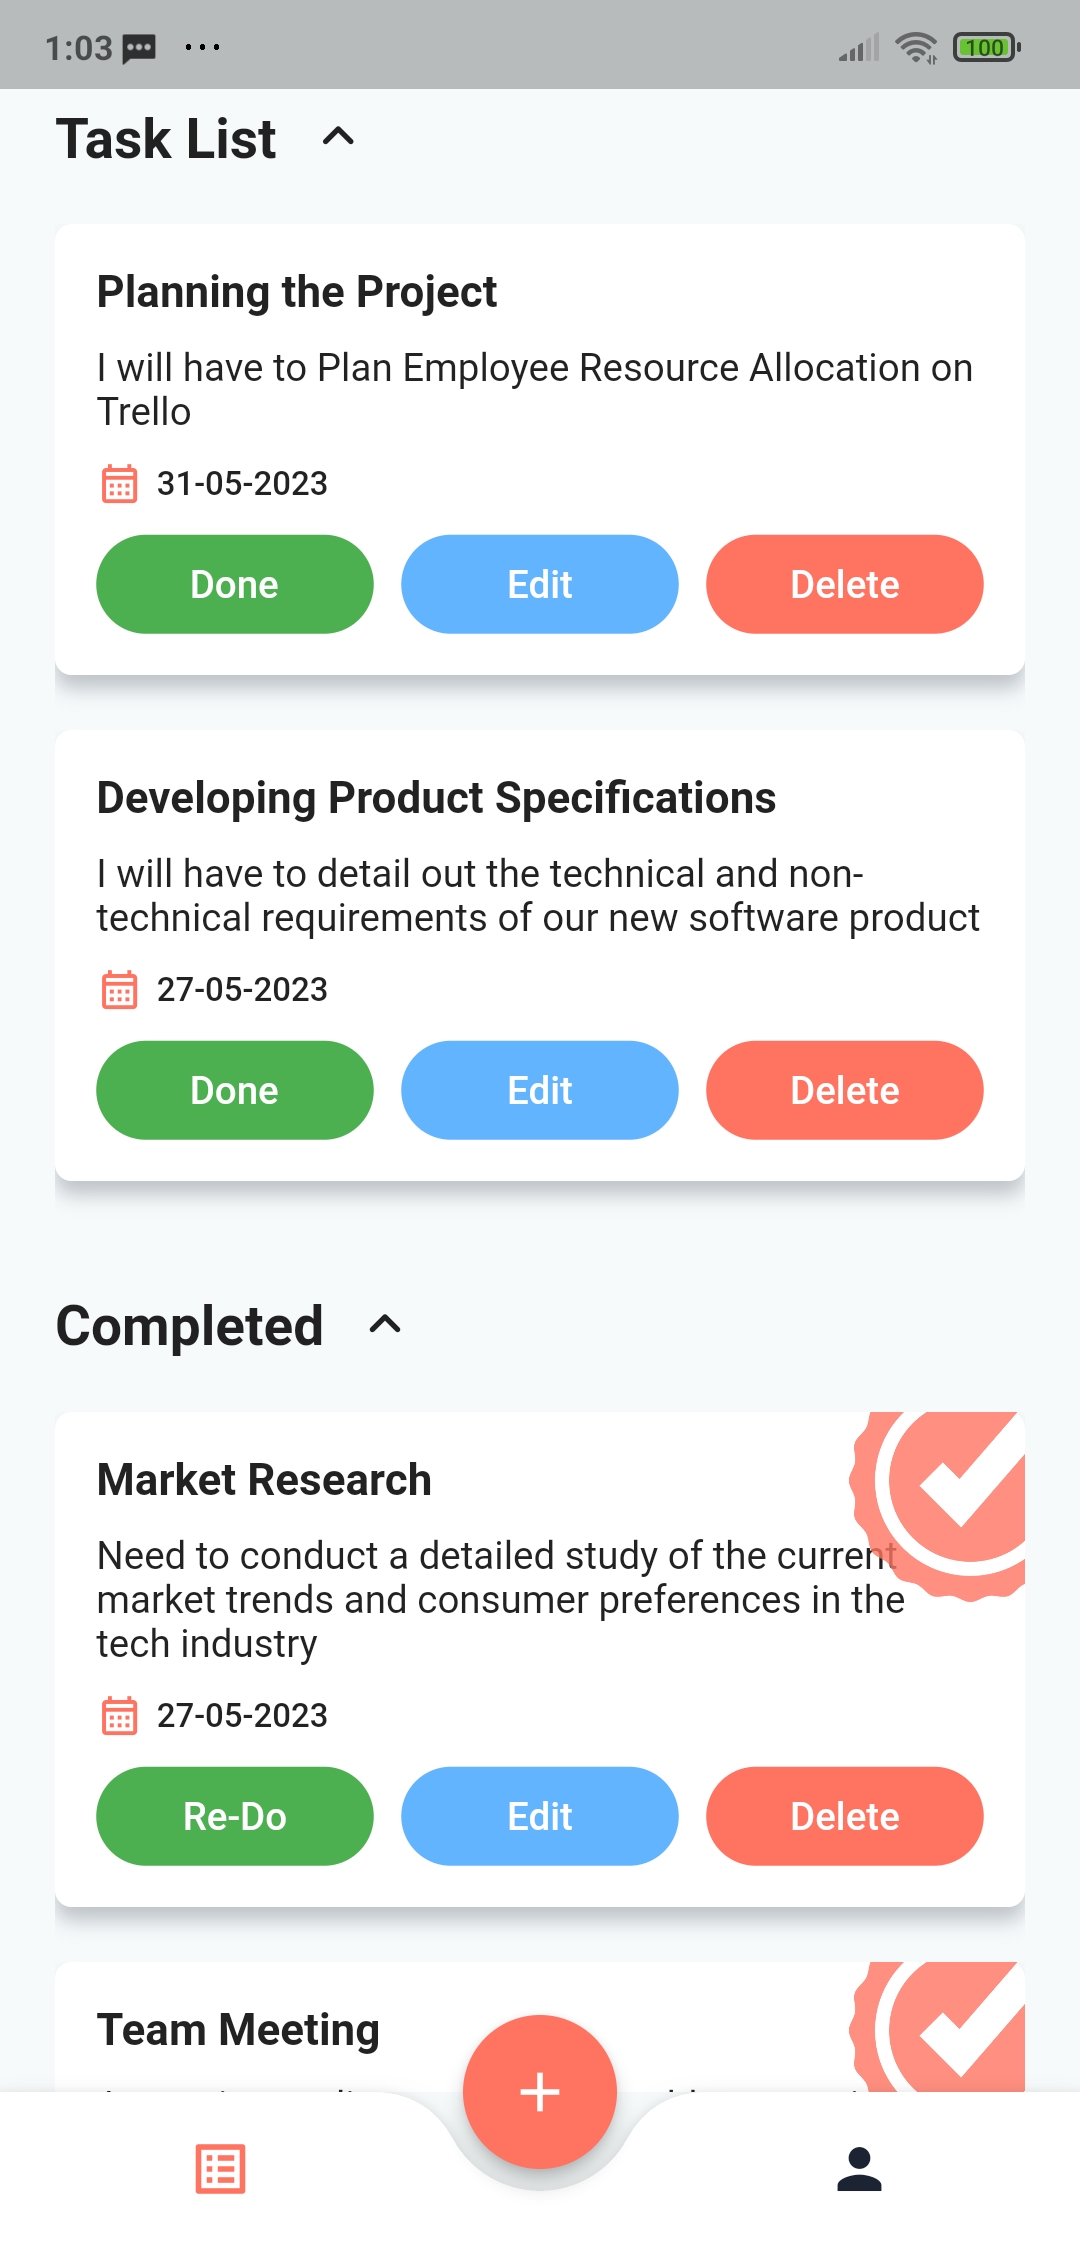 1:03
100
Task List
Planning the Project
I will have to Plan Employee Resource Allocation on
Trello
31-05-2023
Done Edit Delete
Developing Product Specifications
I will have to detail out the technical and non-
technical requirements of our new software product
27-05-2023
Done Edit Delete
Completed
Market Research
Need to conduct a detailed study of the current
market trends and consumer preferences in the
tech industry
27-05-2023
Re-Do Edit Delete
Team Meeting